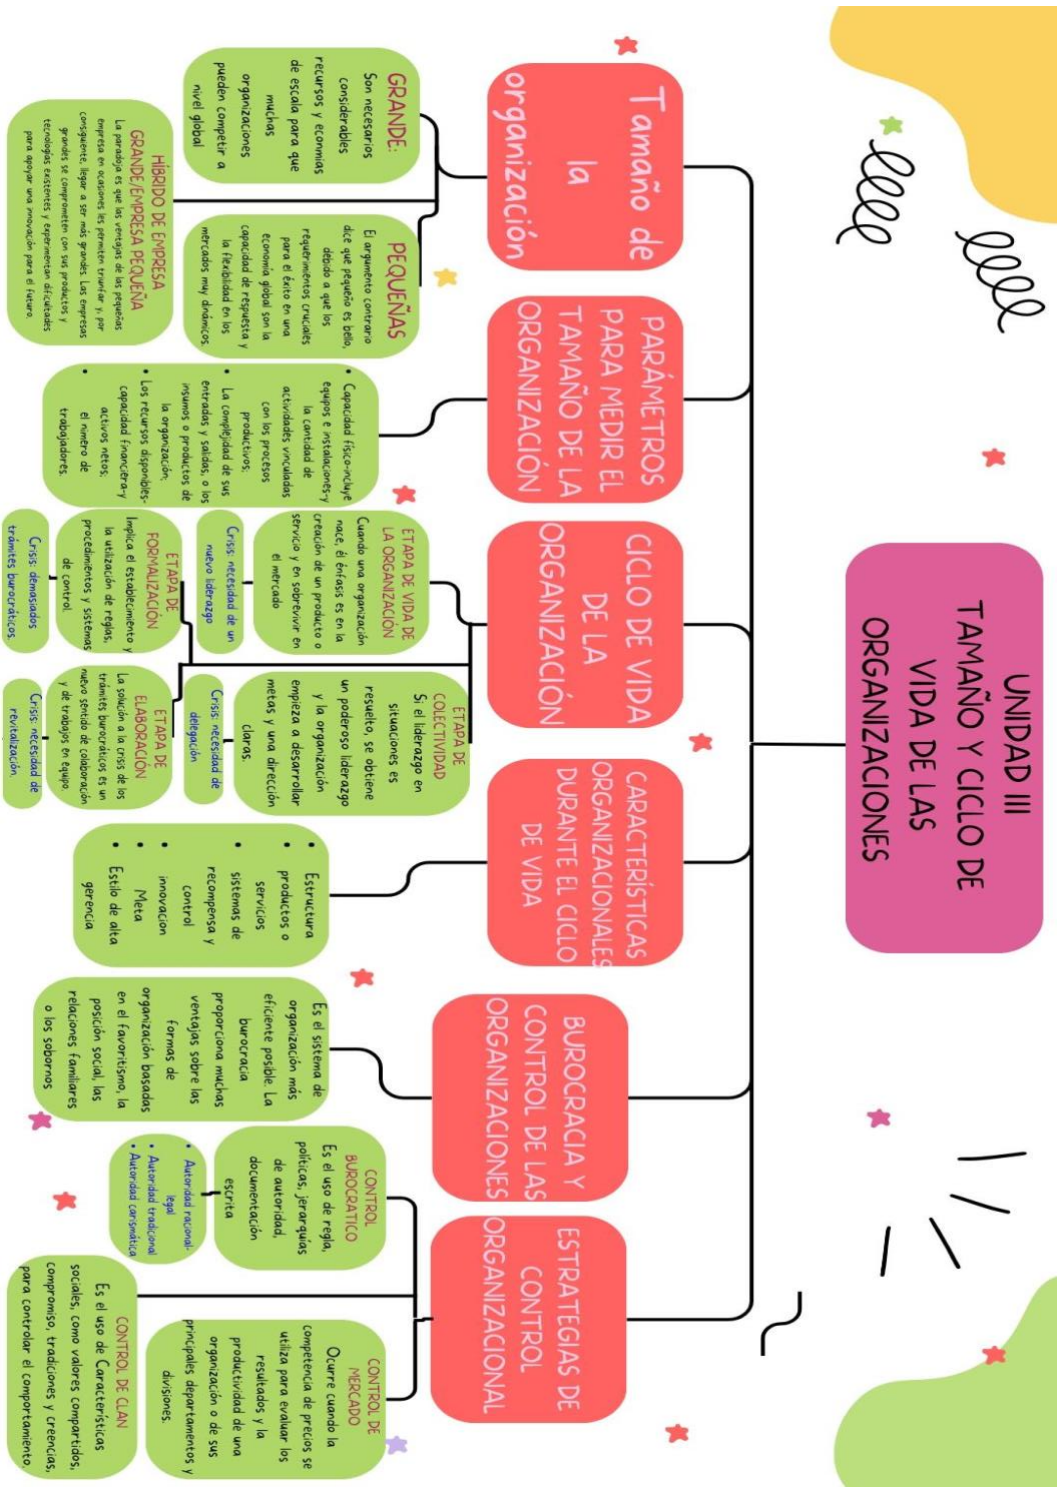 UNIDAD III
TAMAÑO Y CICLO DE
VIDA DE LAS
ORGANIZACIONES
Tamaño de
la
organización
GRANDE:
Son necesarios
considerables
recursos y econmias
de escala para que
muchas
organizaciones
pueden competir a
nivel global
PEQUEÑAS
El argumento contrario
dice que pequeño es bello,
debido a que los
requerimientos cruciales
para el éxito en una
economía global son la
capacidad de respuesta y
la flexiblidad en los
mercados muy dinámicos.
HÍBRIDO DE EMPRESA
GRANDE/EMPRESA PEQUEÑA
La paradoja es que las ventajas de las pequeñas
empresa en ocasiones les permiten triunfar y, por
consiguiente, llegar a ser más grandes. Las empresas
grandes se comprometen con sus productos y
tecnologías existentes y experimentan dificultades
para apoyar una innovación para el futuro.
PARÁMETROS
PARA MEDIR EL
TAMAÑO DE LA
ORGANIZACIÓN
• Capacidad físico-incluye
equipos e instalaciones-y
la cantidad de
actividades vinculadas
con los procesos
productivos;
• La complejidad de sus
entradas y salidas, o los
insumos o productos de
la organización;
• Los recursos disponibles-
capacidad financiera-y
activos netos;
• el número de
trabajadores.
CICLO DE VIDA
DE LA
ORGANIZACIÓN
ETAPA DE VIDA DE
LA ORGANIZACIÓN
Cuando una organización
nace, él énfasis es en la
creación de un producto o
servicio y en sobrevivir en
el mercado
Crisis: necesidad de un
nuevo liderazgo
ETAPA DE
COLECTIVIDAD
Si el liderazgo en
situaciones es
resuelto, se obtiene
un poderoso liderazgo
y la organización
empieza a desarrollar
metas y una dirección
claras.
Crisis: necesidad de
delegación
ETAPA DE
FORMALIZACIÓN
Implica el establecimiento y
la utilización de reglas,
procedimientos y sistemas
de control.
Crisis: demasiados
trámites burocráticos.
ETAPA DE
ELABORACIÓN
La solución a la crisis de los
trámites burocráticos es un
nuevo sentido de colaboración
y de trabajos en equipo.
Crisis: necesidad de
revitalización.
CARACTERÍSTICAS
ORGANIZACIONALES
DURANTE EL CICLO
DE VIDA
• Estructura
• productos o
servicios
• sistemas de
recompensa y
control
• innovacion
• Meta
• Estilo de alta
gerencia
BUROCRACIA Y
CONTROL DE LAS
ORGANIZACIONES
Es el sistema de
organización más
eficiente posible. La
burocracia
proporciona muchas
ventajas sobre las
formas de
organización basadas
en el favoritismo, la
posición social, las
relaciones familiares
o los sobornos
ESTRATEGIAS DE
CONTROL
ORGANIZACIONAL
CONTROL
BUROCRATICO
Es el uso de regla,
políticas, jerarquías
de autoridad,
documentación
escrita
• Autoridad racional-
legal
• Autoridad tradicional
• Autoridad carismática
CONTROL DE
MERCADO
Ocurre cuando la
competencia de precios se
utiliza para evaluar los
resultados y la
productividad de una
organización o de sus
principales departamentos y
divisiones.
CONTROL DE CLAN
Es el uso de Características
sociales, como valores compartidos,
compromiso, tradiciones y creencias,
para controlar el comportamiento.